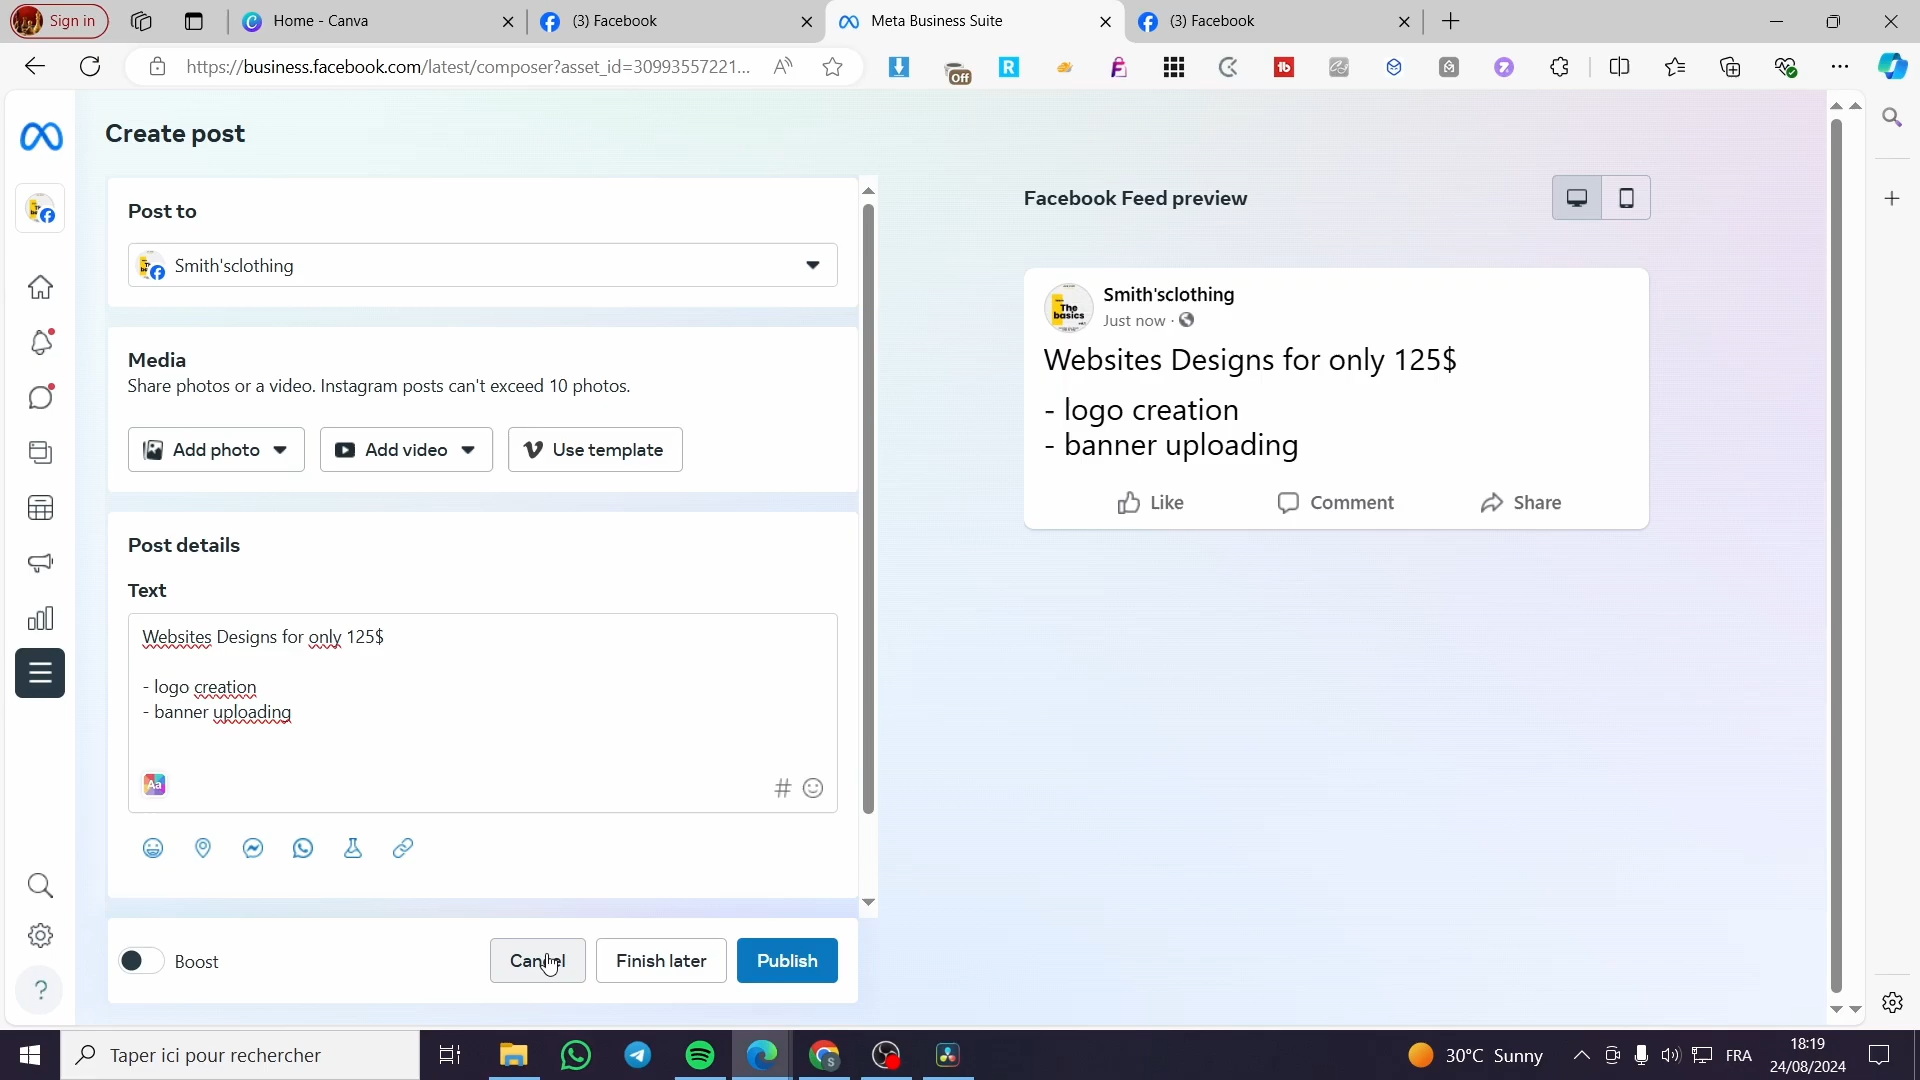 Sign in
Home - Canva
(3) Facebook
Meta Business Suite
(3) Facebook
https://business.facebook.com/latest/composer?asset_id=30993557221...
Off
Create post
Post to
Smith'sclothing
Media
Share photos or a video. Instagram posts can't exceed 10 photos.
Add photo
Add video
Use template
Post details
Text
Websites Designs for only 125$
- logo creation
- banner uploading
Aa
#
Boost
Cancel
Finish later
Publish
Facebook Feed preview
The basics
Smith'sclothing
Just now ·
Websites Designs for only 125$
- logo creation
- banner uploading
Like
Comment
Share
Taper ici pour rechercher
30°C Sunny
FRA
18:19
24/08/2024